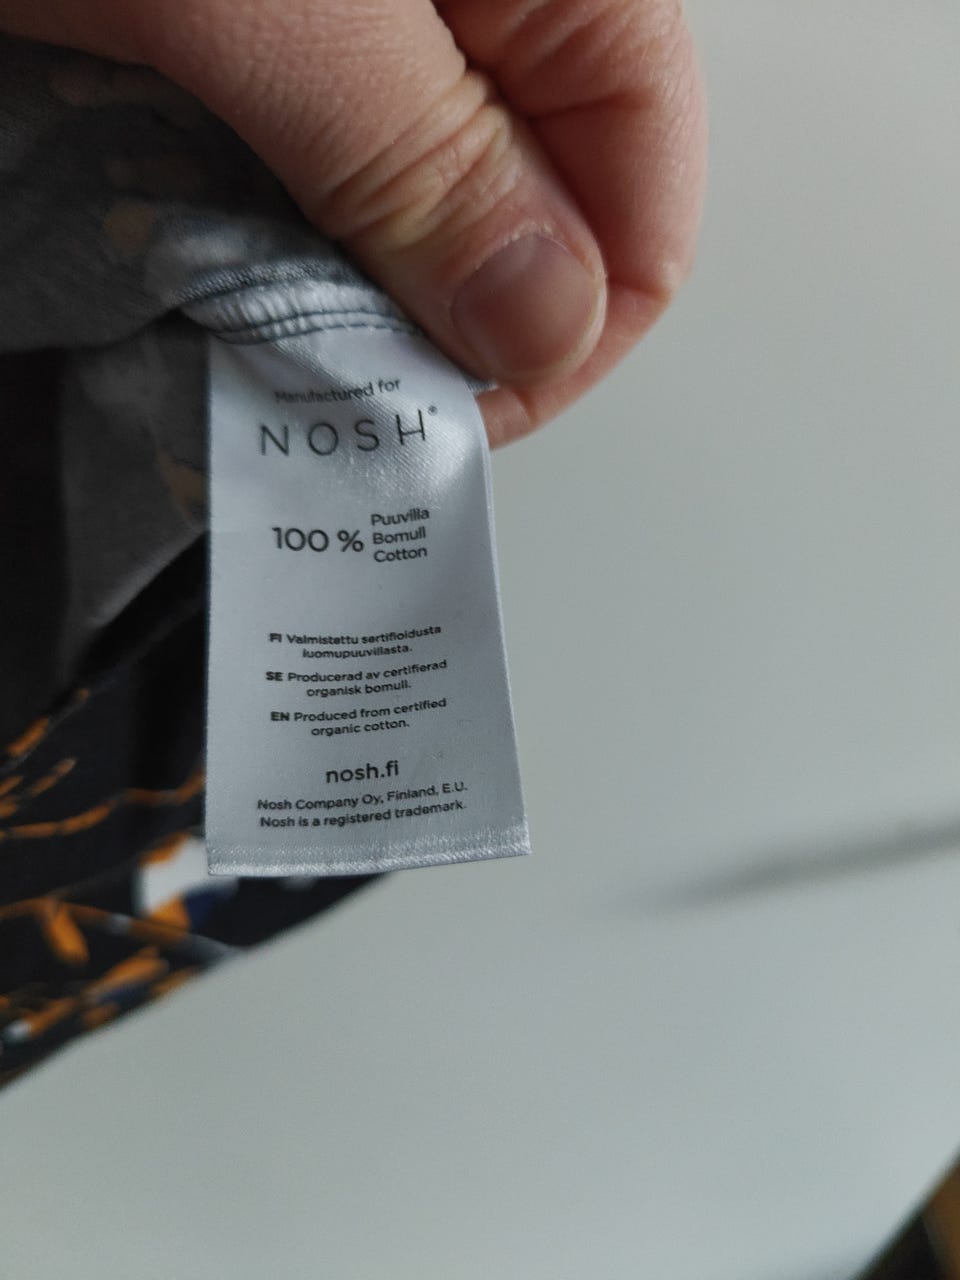 Manufactured for
NOSH®
100 % Puuvilla
Bomull
Cotton
FI Valmistettu sertifioidusta
luomupuuvillasta.
SE Producerad av certifierad
organisk bomull.
EN Produced from certified
organic cotton.
nosh.fi
Nosh Company Oy, Finland, E.U.
Nosh is a registered trademark.